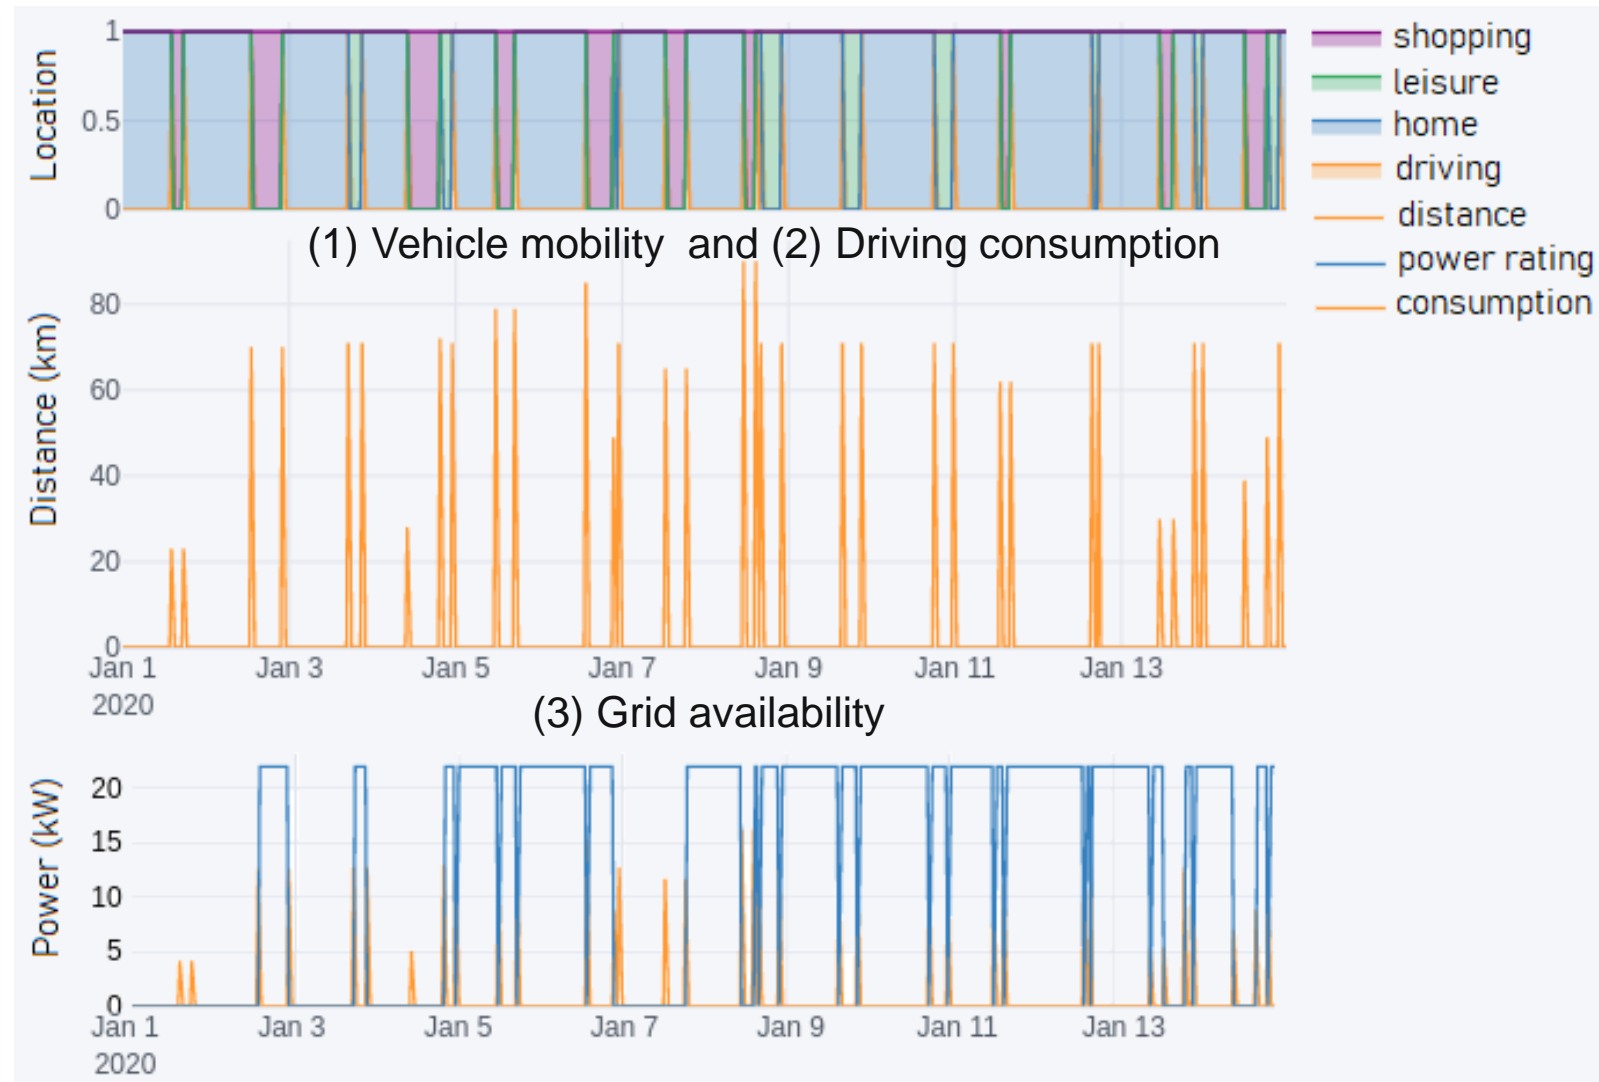 Location
1
0.5
0
shopping
leisure
home
driving
distance
power rating
consumption
(1) Vehicle mobility and (2) Driving consumption
Distance (km)
80
60
40
20
0
Jan 1 Jan 3 Jan 5 Jan 7 Jan 9 Jan 11 Jan 13
2020
(3) Grid availability
Power (kW)
20
15
10
5
0
Jan 1 Jan 3 Jan 5 Jan 7 Jan 9 Jan 11 Jan 13
2020